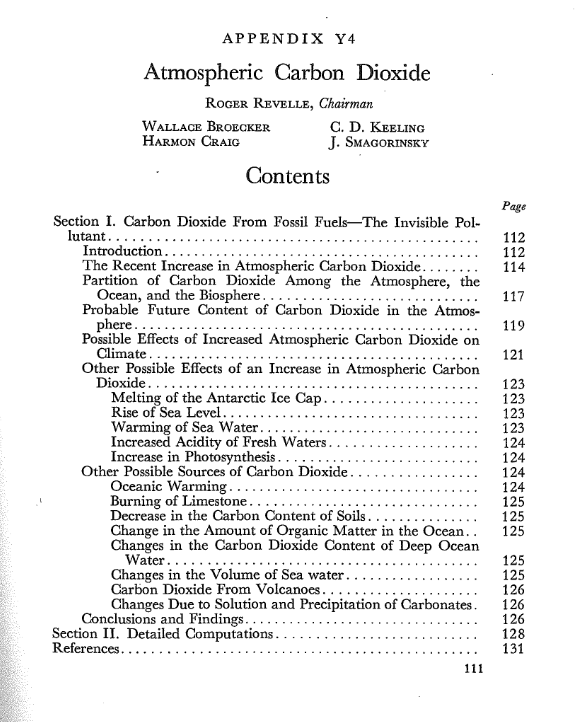 APPENDIX Y4
Atmospheric Carbon Dioxide
ROGER REVELLE, Chairman
WALLACE BROECKER C. D. KEELING
HARMON CRAIG J. SMAGORINSKY
Contents
Page
Section I. Carbon Dioxide From Fossil Fuels—The Invisible Pol-
lutant............................................. 112
Introduction....................................... 112
The Recent Increase in Atmospheric Carbon Dioxide........ 114
Partition of Carbon Dioxide Among the Atmosphere, the
Ocean, and the Biosphere............................ 117
Probable Future Content of Carbon Dioxide in the Atmos-
phere........................................... 119
Possible Effects of Increased Atmospheric Carbon Dioxide on
Climate......................................... 121
Other Possible Effects of an Increase in Atmospheric Carbon
Dioxide......................................... 123
Melting of the Antarctic Ice Cap................... 123
Rise of Sea Level............................... 123
Warming of Sea Water............................ 123
Increased Acidity of Fresh Waters.................. 124
Increase in Photosynthesis........................ 124
Other Possible Sources of Carbon Dioxide................ 124
Oceanic Warming.............................. 124
Burning of Limestone............................ 125
Decrease in the Carbon Content of Soils.............. 125
Change in the Amount of Organic Matter in the Ocean.. 125
Changes in the Carbon Dioxide Content of Deep Ocean
Water...................................... 125
Changes in the Volume of Sea water................ 125
Carbon Dioxide From Volcanoes................... 126
Changes Due to Solution and Precipitation of Carbonates. 126
Conclusions and Findings............................. 126
Section II. Detailed Computations......................... 128
References............................................ 131
111